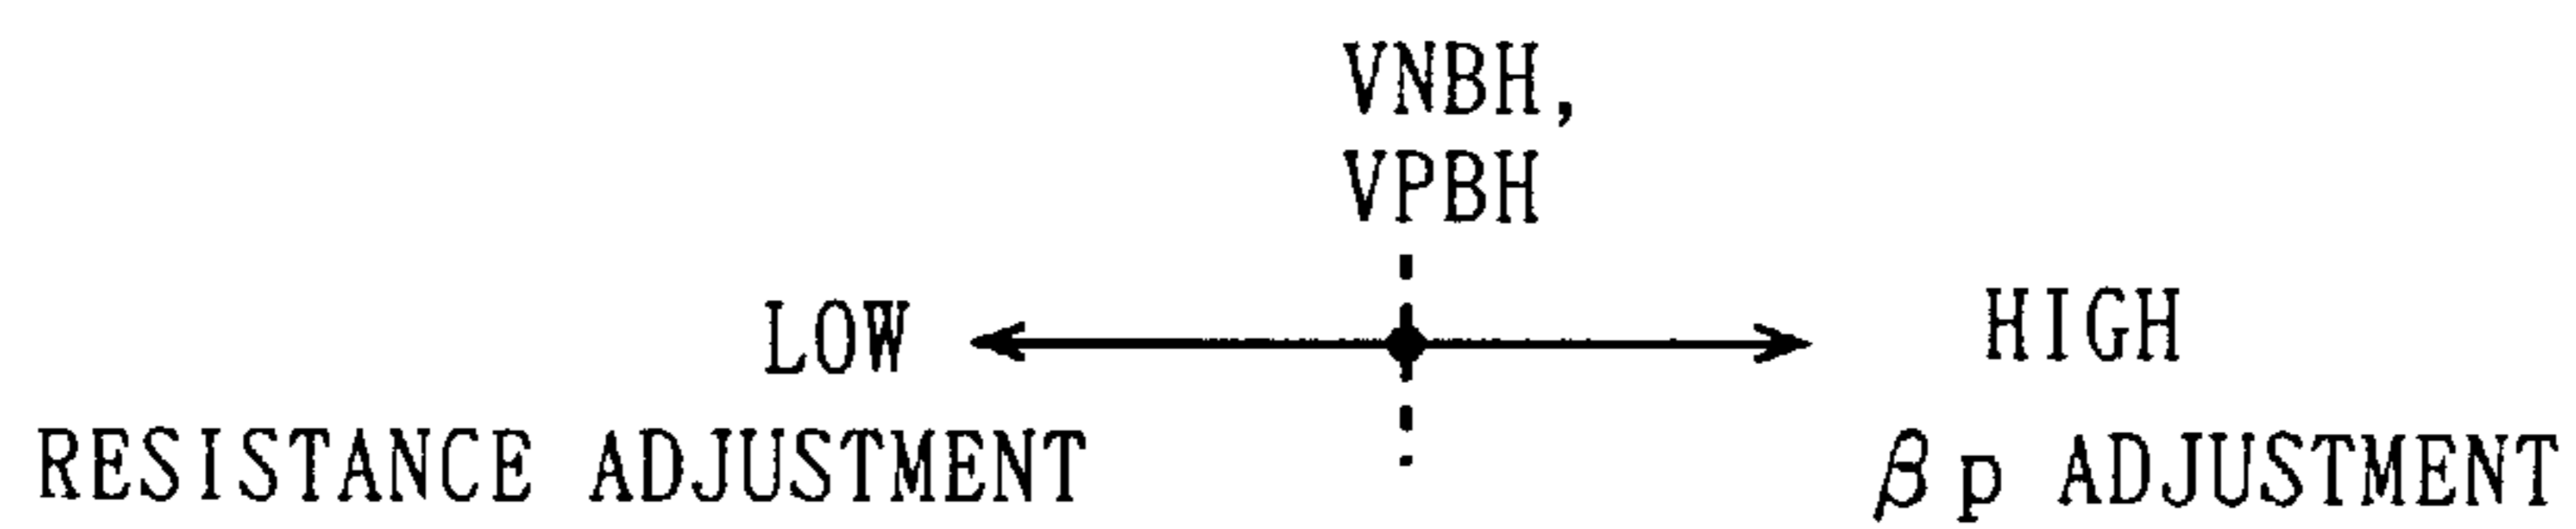 VNBH,
VPBH
LOW HIGH
RESISTANCE ADJUSTMENT βp ADJUSTMENT